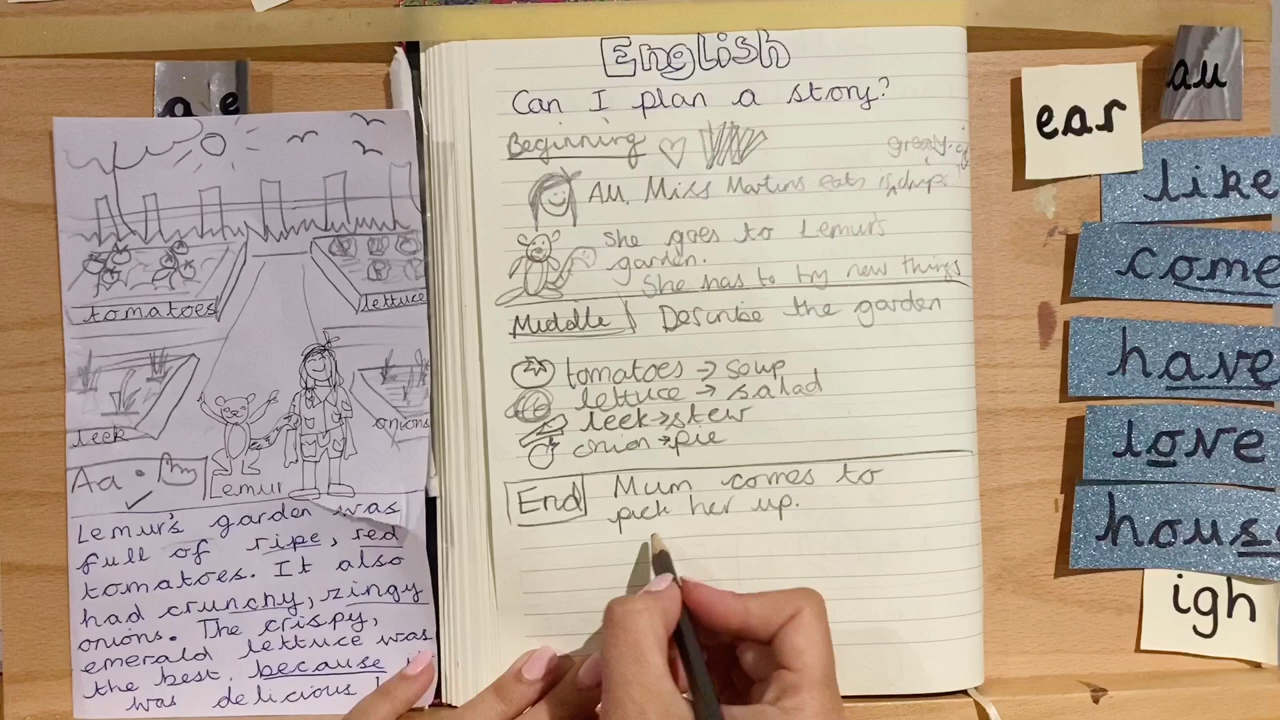 a e
tomatoes
lettuce
leek
onions
Aa
Lemur
Lemur's garden was
full of ripe, red
tomatoes. It also
had crunchy, zingy
onions. The crispy,
emerald lettuce was
the best, because
was delicious!
English
Can I plan a story?
Beginning
greasy
All Miss Martins eats is chips.
She goes to Lemur's
garden.
She has to try new things
Middle Describe the garden
tomatoes → soup
lettuce → salad
leek → stew
onion → pie
End Mum comes to
pick her up.
ear
au
like
come
have
love
house
igh